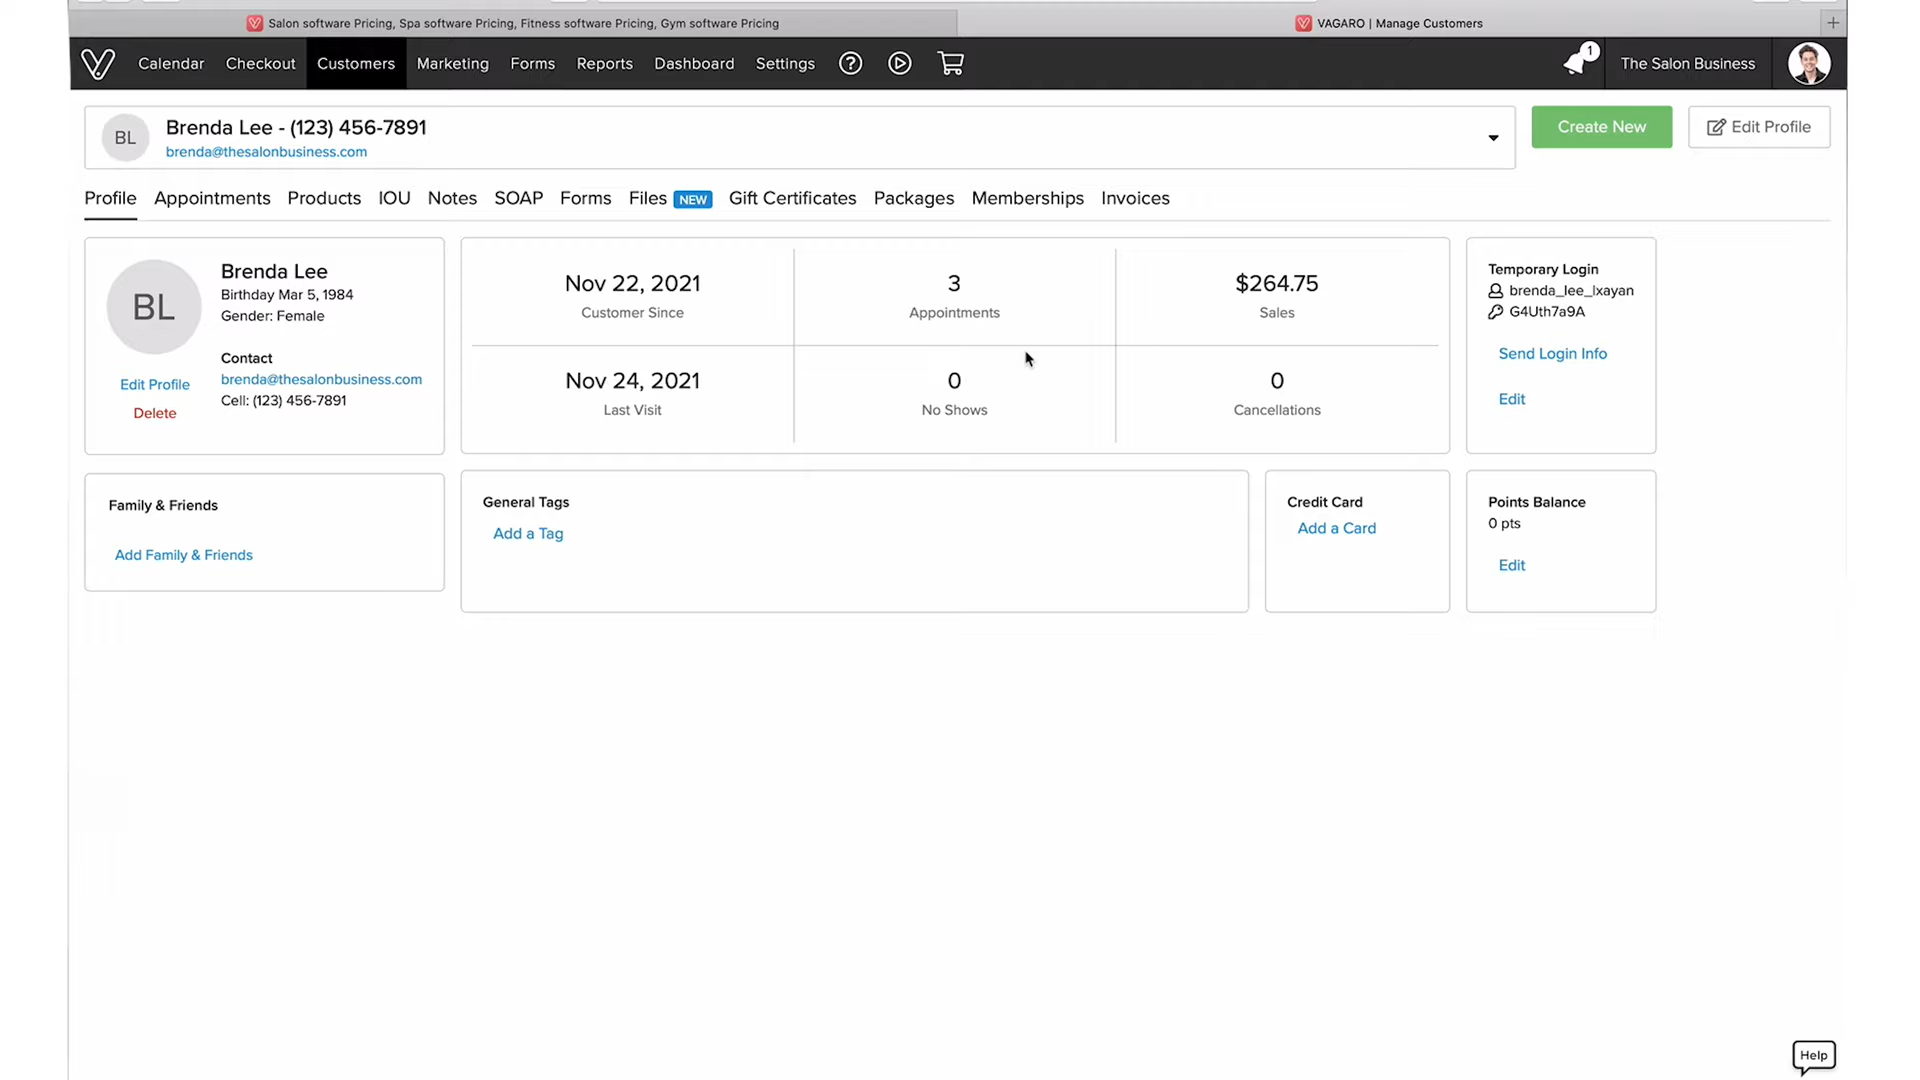 Salon software Pricing, Spa software Pricing, Fitness software Pricing, Gym software Pricing
VAGARO | Manage Customers
Calendar Checkout Customers Marketing Forms Reports Dashboard Settings
1
The Salon Business
BL
Brenda Lee - (123) 456-7891
brenda@thesalonbusiness.com
Create New
Edit Profile
Profile Appointments Products IOU Notes SOAP Forms Files NEW Gift Certificates Packages Memberships Invoices
BL
Brenda Lee
Birthday Mar 5, 1984
Gender: Female
Contact
brenda@thesalonbusiness.com
Cell: (123) 456-7891
Edit Profile
Delete
Nov 22, 2021
Customer Since
3
Appointments
$264.75
Sales
Nov 24, 2021
Last Visit
0
No Shows
0
Cancellations
Temporary Login
brenda_lee_lxayan
G4Uth7a9A
Send Login Info
Edit
Family & Friends
Add Family & Friends
General Tags
Add a Tag
Credit Card
Add a Card
Points Balance
0 pts
Edit
Help